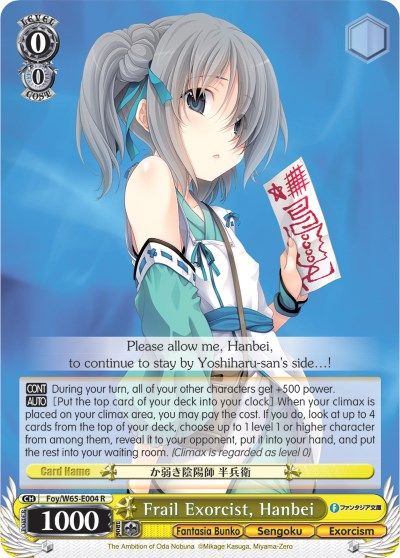 LEVEL
0
0
COST
Please allow me, Hanbei,
to continue to stay by Yoshiharu-san's side…!
CONT During your turn, all of your other characters get +500 power.
AUTO [Put the top card of your deck into your clock] When your climax is
placed on your climax area, you may pay the cost. If you do, look at up to 4
cards from the top of your deck, choose up to 1 level 1 or higher character
from among them, reveal it to your opponent, put it into your hand, and put
the rest into your waiting room. (Climax is regarded as level 0)
Card Name か弱き陰陽師 半兵衛
CH Foy/W65-E004 R
POWER 1000 Frail Exorcist, Hanbei ファンタジア文庫
Fantasia Bunko Sengoku Exorcism
The Ambition of Oda Nobuna ©Mikage Kasuga, Miyama-Zero